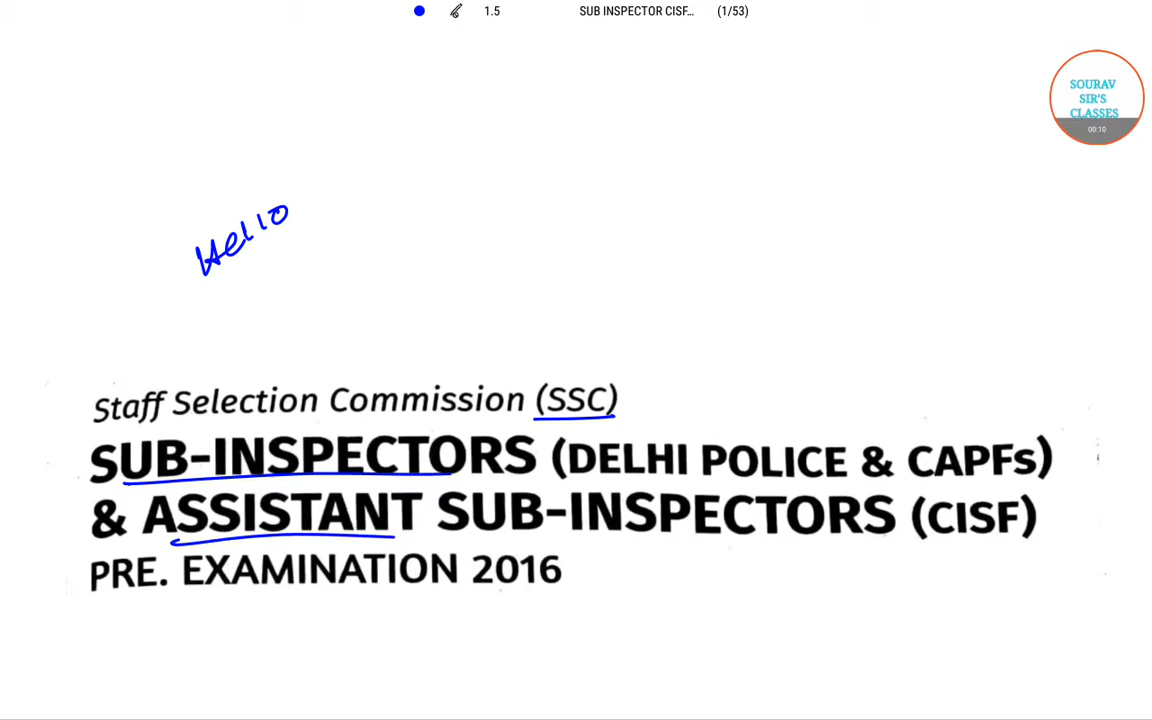 1.5 SUB INSPECTOR CISF... (1/53)
SOURAV
SIR'S
CLASSES
00:10
Hello
Staff Selection Commission (SSC)
SUB-INSPECTORS (DELHI POLICE & CAPFs)
& ASSISTANT SUB-INSPECTORS (CISF)
PRE. EXAMINATION 2016